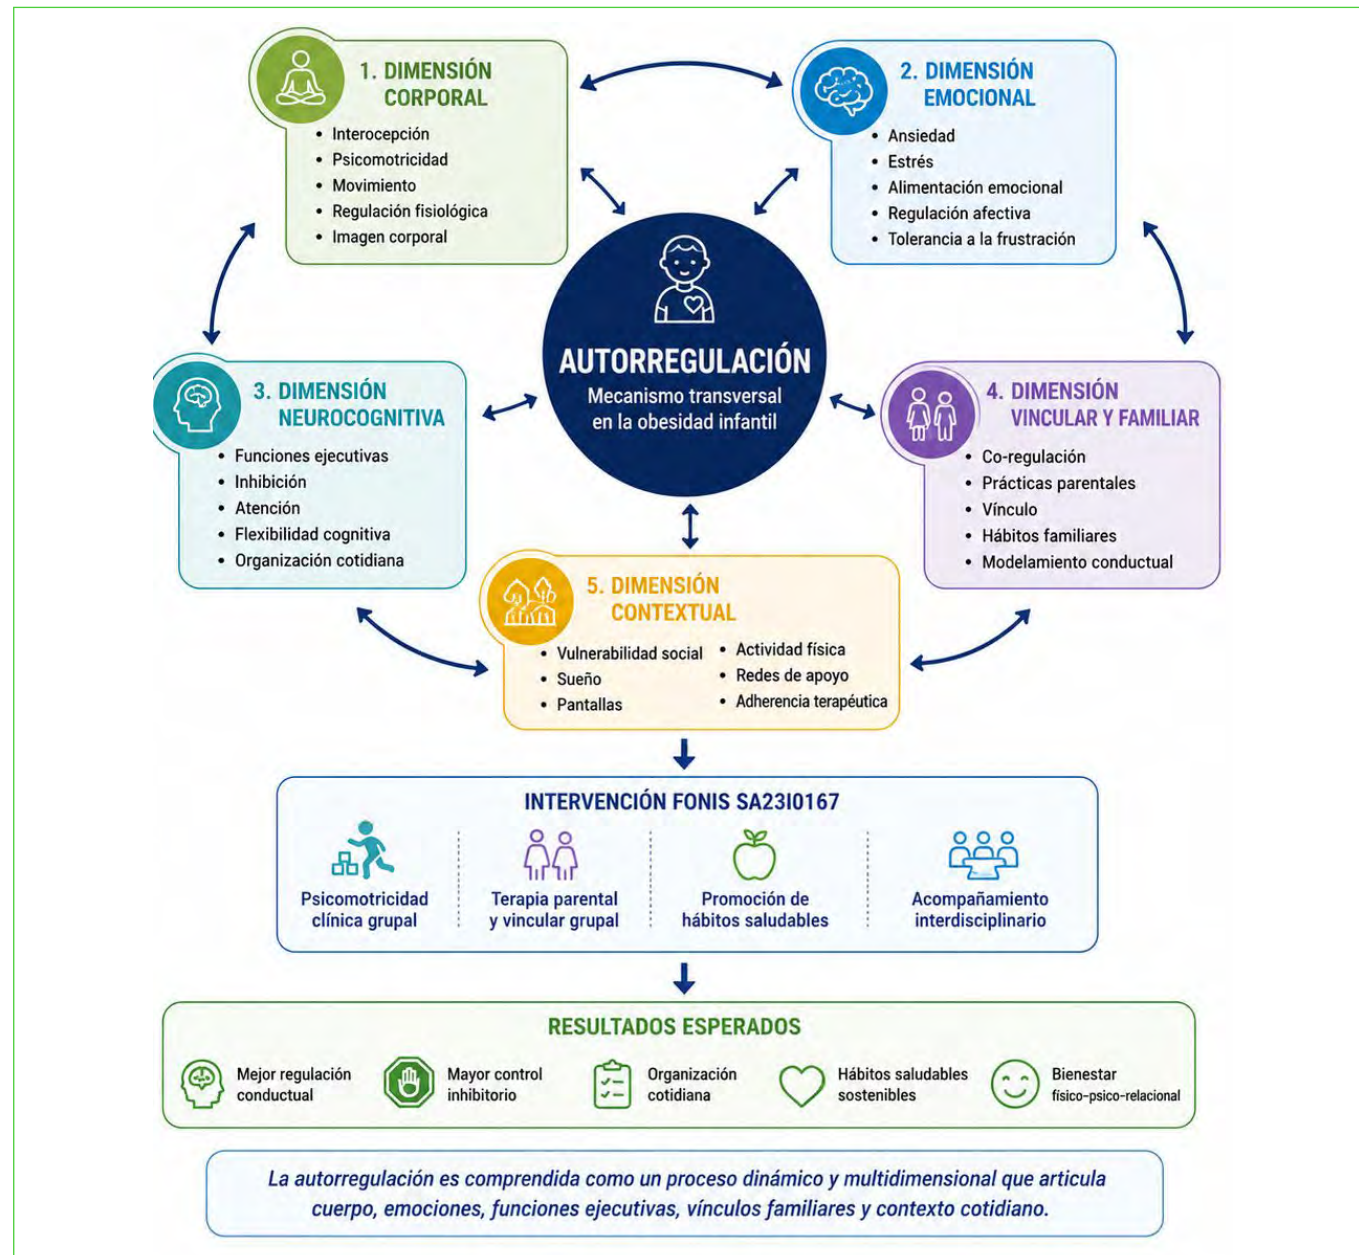 1. DIMENSIÓN
CORPORAL
• Interocepción
• Psicomotricidad
• Movimiento
• Regulación fisiológica
• Imagen corporal
2. DIMENSIÓN
EMOCIONAL
• Ansiedad
• Estrés
• Alimentación emocional
• Regulación afectiva
• Tolerancia a la frustración
AUTORREGULACIÓN
Mecanismo transversal
en la obesidad infantil
3. DIMENSIÓN
NEUROCOGNITIVA
• Funciones ejecutivas
• Inhibición
• Atención
• Flexibilidad cognitiva
• Organización cotidiana
4. DIMENSIÓN
VINCULAR Y FAMILIAR
• Co-regulación
• Prácticas parentales
• Vínculo
• Hábitos familiares
• Modelamiento conductual
5. DIMENSIÓN
CONTEXTUAL
• Vulnerabilidad social
• Sueño
• Pantallas
• Actividad física
• Redes de apoyo
• Adherencia terapéutica
INTERVENCIÓN FONIS SA23I0167
Psicomotricidad
clínica grupal
Terapia parental
y vincular grupal
Promoción de
hábitos saludables
Acompañamiento
interdisciplinario
RESULTADOS ESPERADOS
Mejor regulación
conductual
Mayor control
inhibitorio
Organización
cotidiana
Hábitos saludables
sostenibles
Bienestar
físico-psico-relacional
La autorregulación es comprendida como un proceso dinámico y multidimensional que articula
cuerpo, emociones, funciones ejecutivas, vínculos familiares y contexto cotidiano.